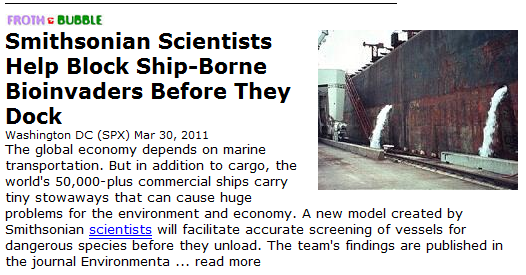 FROTH & BUBBLE
Smithsonian Scientists
Help Block Ship-Borne
Bioinvaders Before They
Dock
Washington DC (SPX) Mar 30, 2011
The global economy depends on marine
transportation. But in addition to cargo, the
world's 50,000-plus commercial ships carry
tiny stowaways that can cause huge
problems for the environment and economy. A new model created by
Smithsonian scientists will facilitate accurate screening of vessels for
dangerous species before they unload. The team's findings are published in
the journal Environmenta ... read more